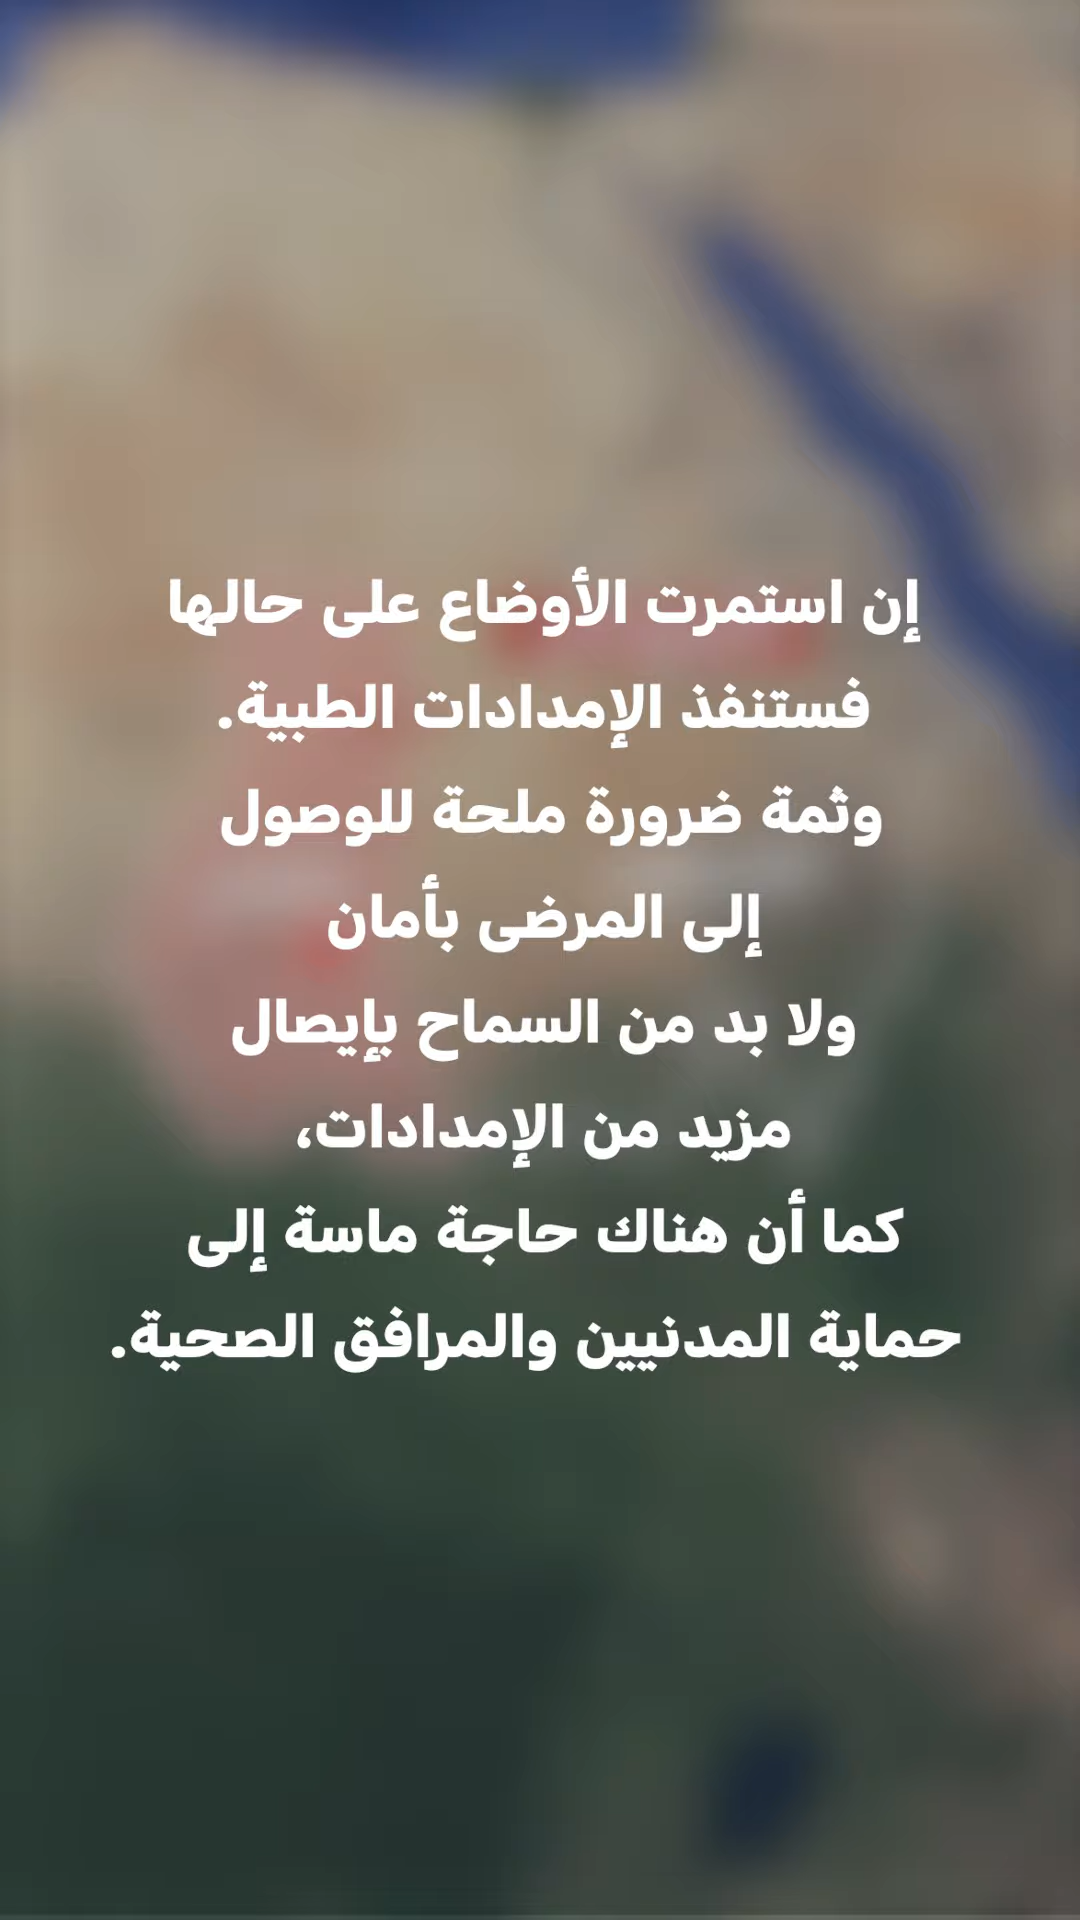 إن استمرت الأوضاع على حالها
فستنفذ الإمدادات الطبية.
وثمة ضرورة ملحة للوصول
إلى المرضى بأمان
ولا بد من السماح بإيصال
مزيد من الإمدادات،
كما أن هناك حاجة ماسة إلى
حماية المدنيين والمرافق الصحية.